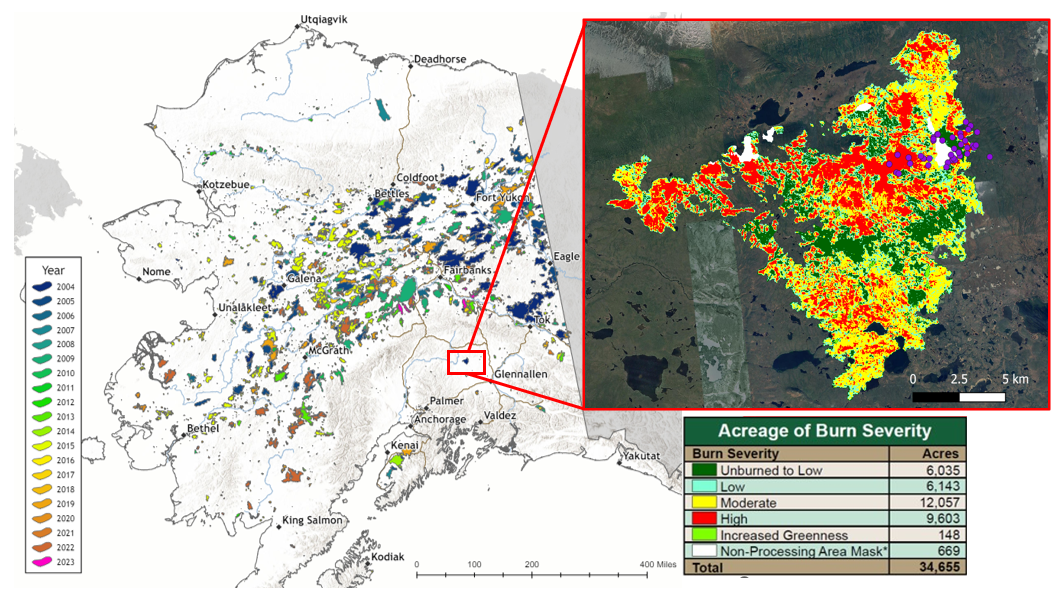 Utqiagvik
Deadhorse
Coldfoot
Bettles
Fort Yukon
Kotzebue
Eagle
Nome
Galena
Fairbanks
Unalakleet
Tok
McGrath
Glennallen
Palmer
Anchorage
Valdez
Bethel
Kenai
Yakutat
King Salmon
Kodiak
Year
2004
2005
2006
2007
2008
2009
2010
2011
2012
2013
2014
2015
2016
2017
2018
2019
2020
2021
2022
2023
0 200 400 Miles
0 2.5 5 km
Acreage of Burn Severity
Burn Severity Acres
Unburned to Low 6,035
Low 6,143
Moderate 12,057
High 9,603
Increased Greenness 148
Non-Processing Area Mask* 669
Total 34,655